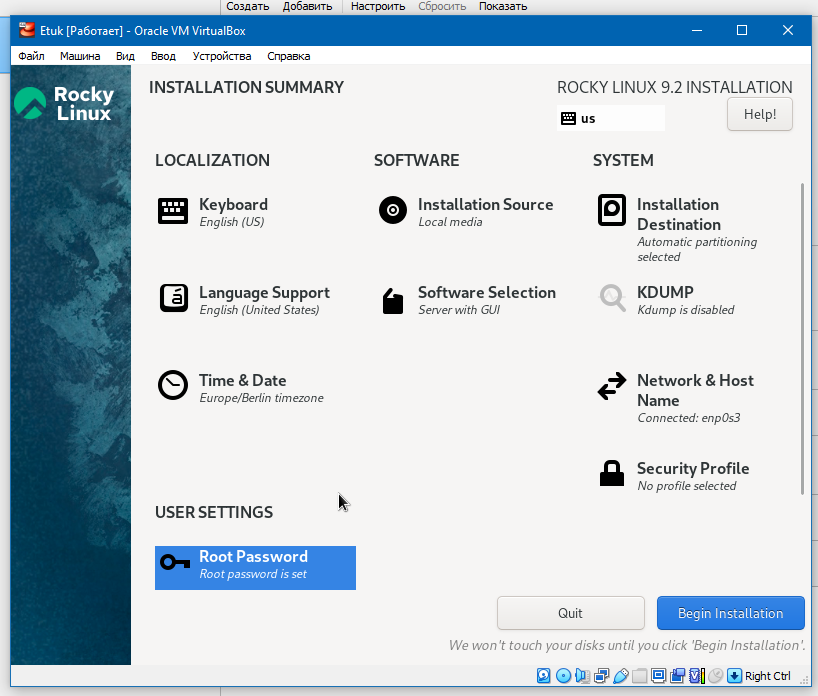 Создать Добавить Настроить Сбросить Показать
Etuk [Работает] - Oracle VM VirtualBox
Файл Машина Вид Ввод Устройства Справка
Rocky
Linux
INSTALLATION SUMMARY
ROCKY LINUX 9.2 INSTALLATION
us
Help!
LOCALIZATION
Keyboard
English (US)
Language Support
English (United States)
Time & Date
Europe/Berlin timezone
SOFTWARE
Installation Source
Local media
Software Selection
Server with GUI
SYSTEM
Installation
Destination
Automatic partitioning
selected
KDUMP
Kdump is disabled
Network & Host
Name
Connected: enp0s3
Security Profile
No profile selected
USER SETTINGS
Root Password
Root password is set
Quit
Begin Installation
We won't touch your disks until you click 'Begin Installation'.
Right Ctrl